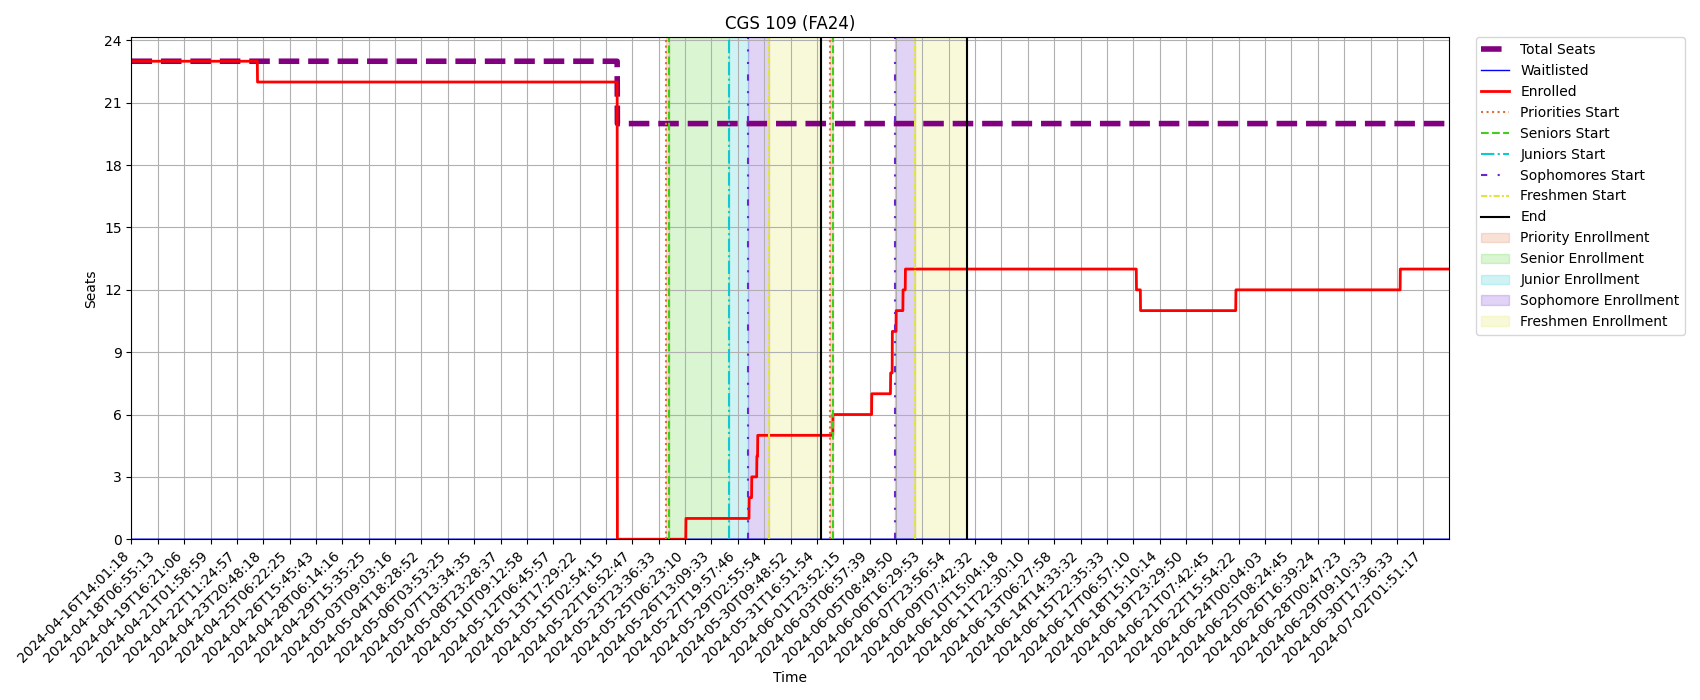 CGS 109 (FA24)
24
21
18
15
12
9
6
3
0
Seats
2024-04-16T14:01:18
2024-04-18T06:55:13
2024-04-19T16:21:06
2024-04-21T01:58:59
2024-04-22T11:24:57
2024-04-23T20:48:18
2024-04-25T06:22:25
2024-04-26T15:45:43
2024-04-28T06:14:16
2024-04-29T15:35:25
2024-05-03T09:03:16
2024-05-04T18:28:52
2024-05-06T03:53:25
2024-05-07T13:34:35
2024-05-08T23:28:37
2024-05-10T09:12:58
2024-05-12T06:45:57
2024-05-13T17:29:22
2024-05-15T02:54:15
2024-05-22T16:52:47
2024-05-23T23:36:33
2024-05-25T06:23:10
2024-05-26T13:09:33
2024-05-27T19:57:46
2024-05-29T02:55:54
2024-05-30T09:48:52
2024-05-31T16:51:54
2024-06-01T23:52:15
2024-06-03T06:57:39
2024-06-05T08:49:50
2024-06-06T16:29:53
2024-06-07T23:56:54
2024-06-09T07:42:32
2024-06-10T15:04:18
2024-06-11T22:30:10
2024-06-13T06:27:58
2024-06-14T14:33:32
2024-06-15T22:35:33
2024-06-17T06:57:10
2024-06-18T15:10:14
2024-06-19T23:29:50
2024-06-21T07:42:45
2024-06-22T15:54:22
2024-06-24T00:04:03
2024-06-25T08:24:45
2024-06-26T16:39:24
2024-06-28T00:47:23
2024-06-29T09:10:33
2024-06-30T17:36:33
2024-07-02T01:51:17
Time
Total Seats
Waitlisted
Enrolled
Priorities Start
Seniors Start
Juniors Start
Sophomores Start
Freshmen Start
End
Priority Enrollment
Senior Enrollment
Junior Enrollment
Sophomore Enrollment
Freshmen Enrollment